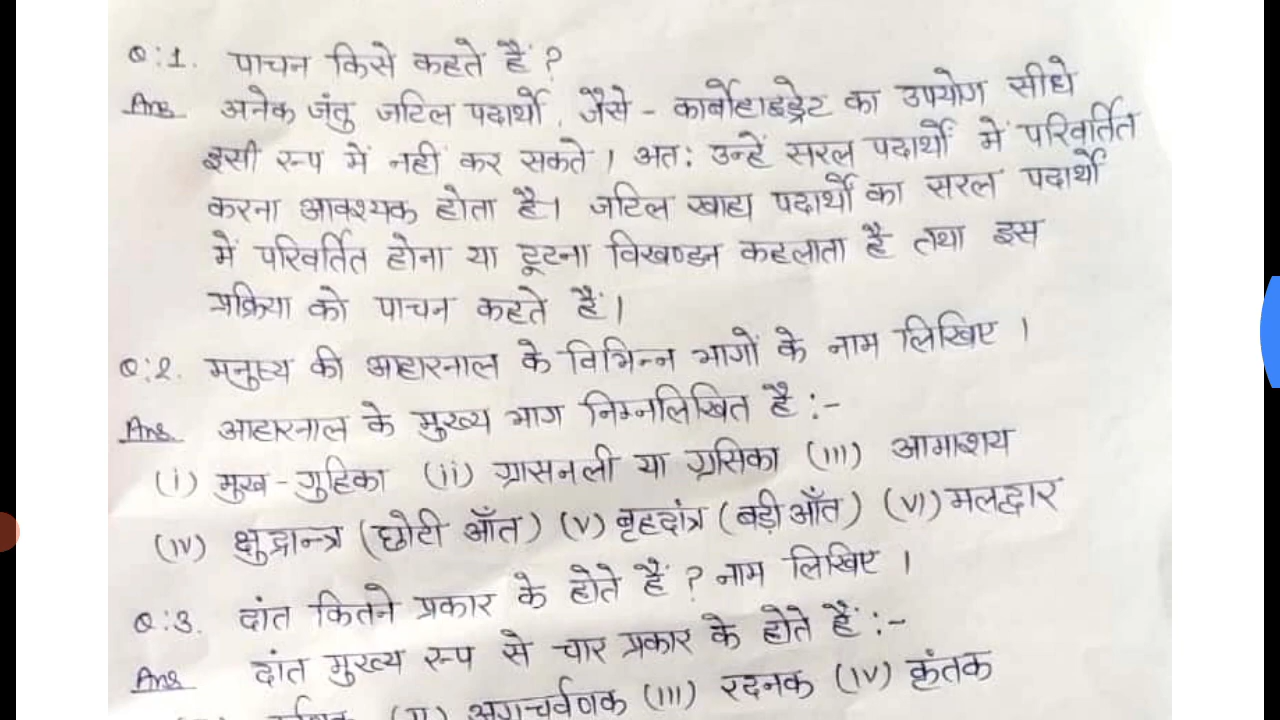 Q:1. पाचन किसे कहते हैं ?
Ans अनेक जंतु जटिल पदार्थो, जैसे - कार्बोहाइड्रेट का उपयोग सीधे
इसी रूप में नहीं कर सकते। अत: उन्हें सरल पदार्थों में परिवर्तित
करना आवश्यक होता है। जटिल खाद्य पदार्थों का सरल पदार्थों
में परिवर्तित होना या टूटना विखण्डन कहलाता है तथा इस
प्रक्रिया को पाचन कहते हैं।
Q:2. मनुष्य की आहारनाल के विभिन्न भागों के नाम लिखिए ।
Ans. आहारनाल के मुख्य भाग निम्नलिखित है :-
(i) मुख-गुहिका (ii) ग्रासनली या ग्रसिका (iii) आमाशय
(iv) क्षुद्रान्त्र (छोटी आँत) (v) बृहदांत्र (बड़ी आँत) (vi) मलद्वार
Q:3. दांत कितने प्रकार के होते हैं ? नाम लिखिए ।
Ans दांत मुख्य रूप से चार प्रकार के होते हैं :-
(ii) अग्रचर्वणक (iii) रदनक (iv) कृंतक